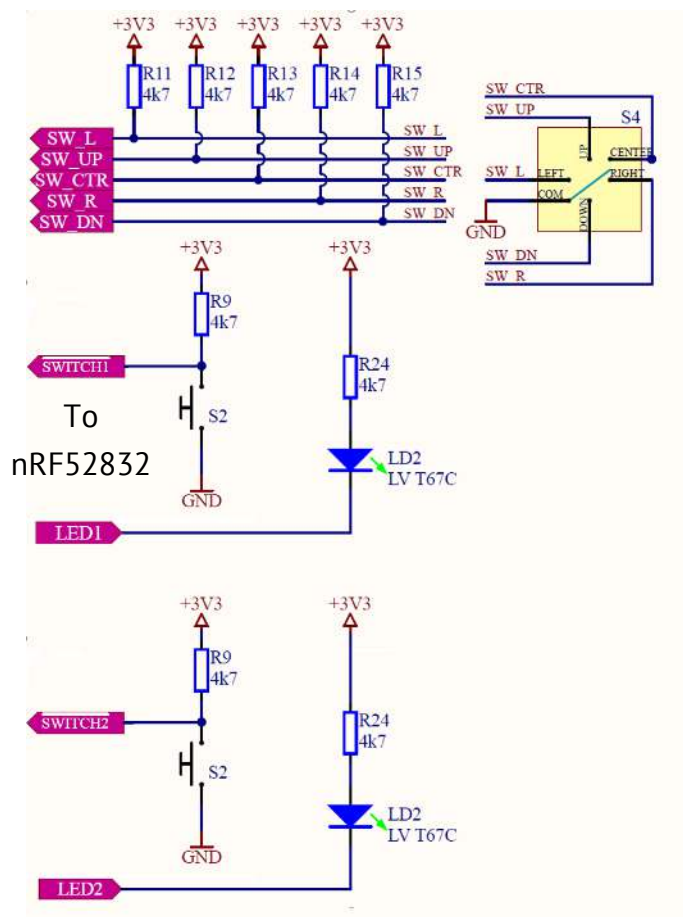 +3V3 +3V3 +3V3 +3V3 +3V3
R11 R12 R13 R14 R15
4k7 4k7 4k7 4k7 4k7
SW_L SW_L
SW_UP SW_UP
SW_CTR SW_CTR
SW_R SW_R
SW_DN SW_DN
SW_CTR
SW_UP
S4
UP CENTER
SW_L LEFT RIGHT
COM
DOWN
GND
SW_DN
SW_R
+3V3 +3V3
R9
4k7
SWITCH1
R24
4k7
S2
To
nRF52832
LD2
LV T67C
GND
LED1
+3V3 +3V3
R9
4k7
SWITCH2
R24
4k7
S2
LD2
LV T67C
GND
LED2